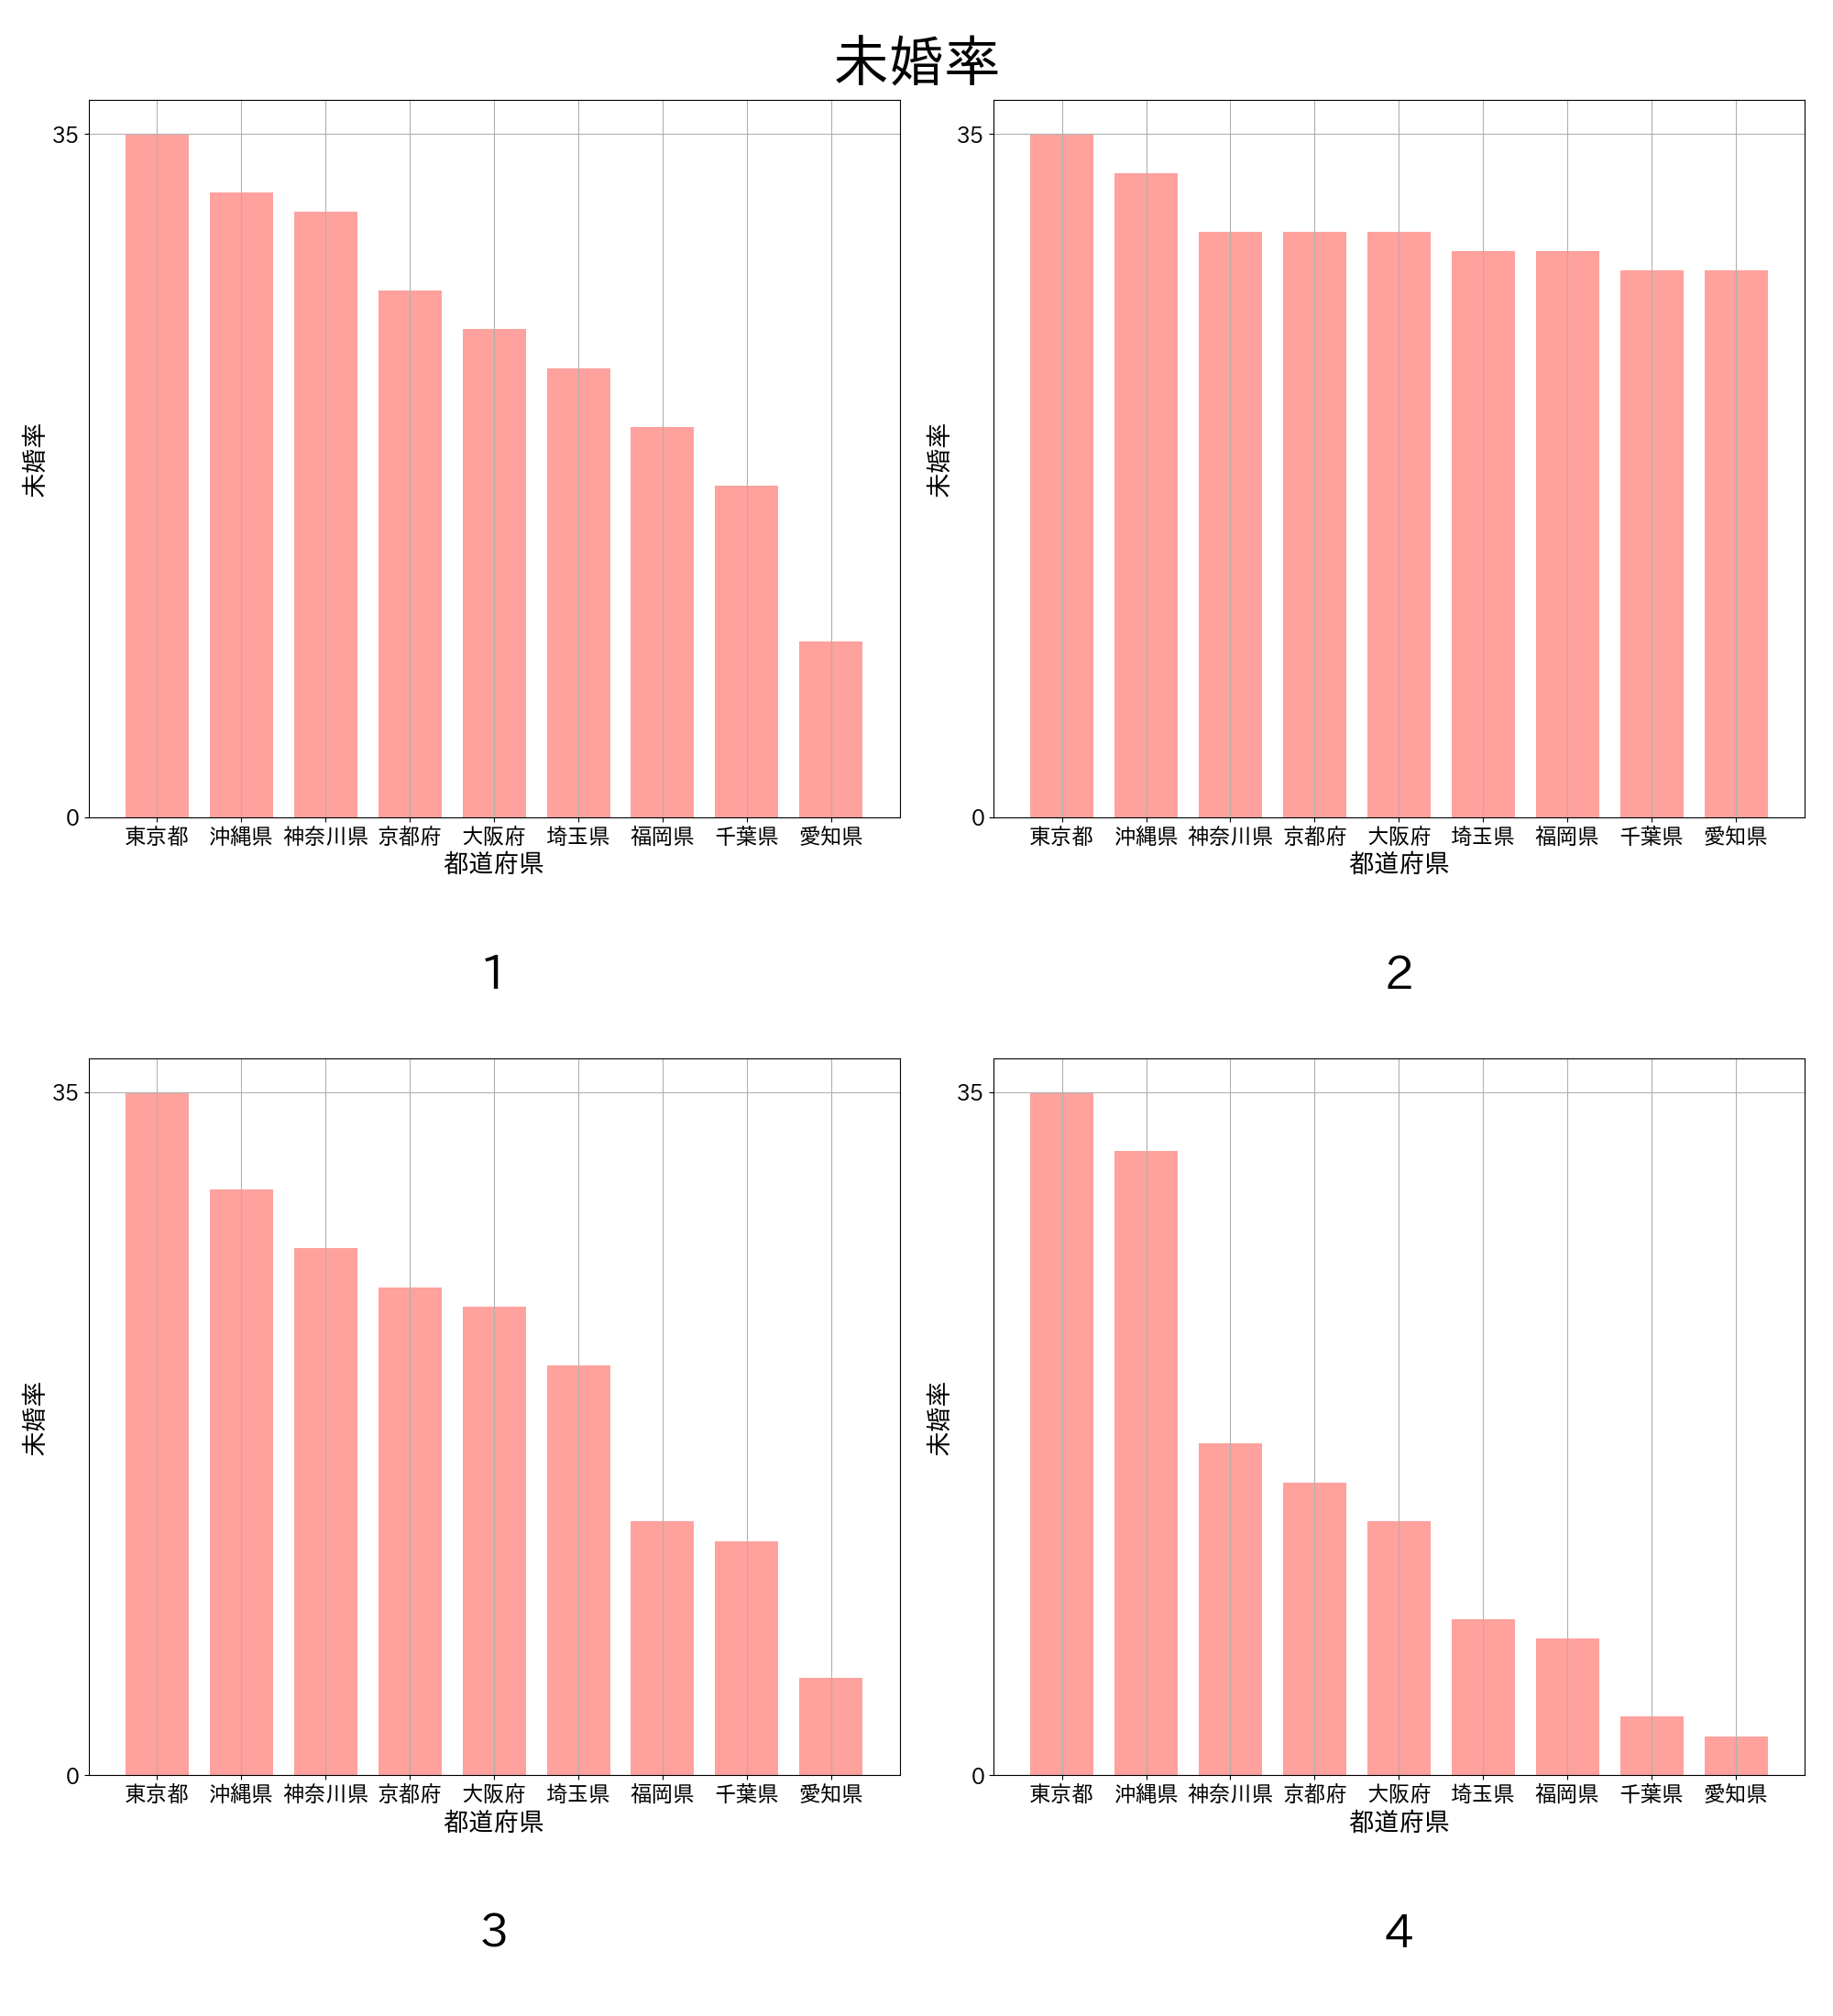 未婚率
35
0
未婚率
東京都 沖縄県 神奈川県 京都府 大阪府 埼玉県 福岡県 千葉県 愛知県
都道府県
1
35
0
未婚率
東京都 沖縄県 神奈川県 京都府 大阪府 埼玉県 福岡県 千葉県 愛知県
都道府県
2
35
0
未婚率
東京都 沖縄県 神奈川県 京都府 大阪府 埼玉県 福岡県 千葉県 愛知県
都道府県
3
35
0
未婚率
東京都 沖縄県 神奈川県 京都府 大阪府 埼玉県 福岡県 千葉県 愛知県
都道府県
4